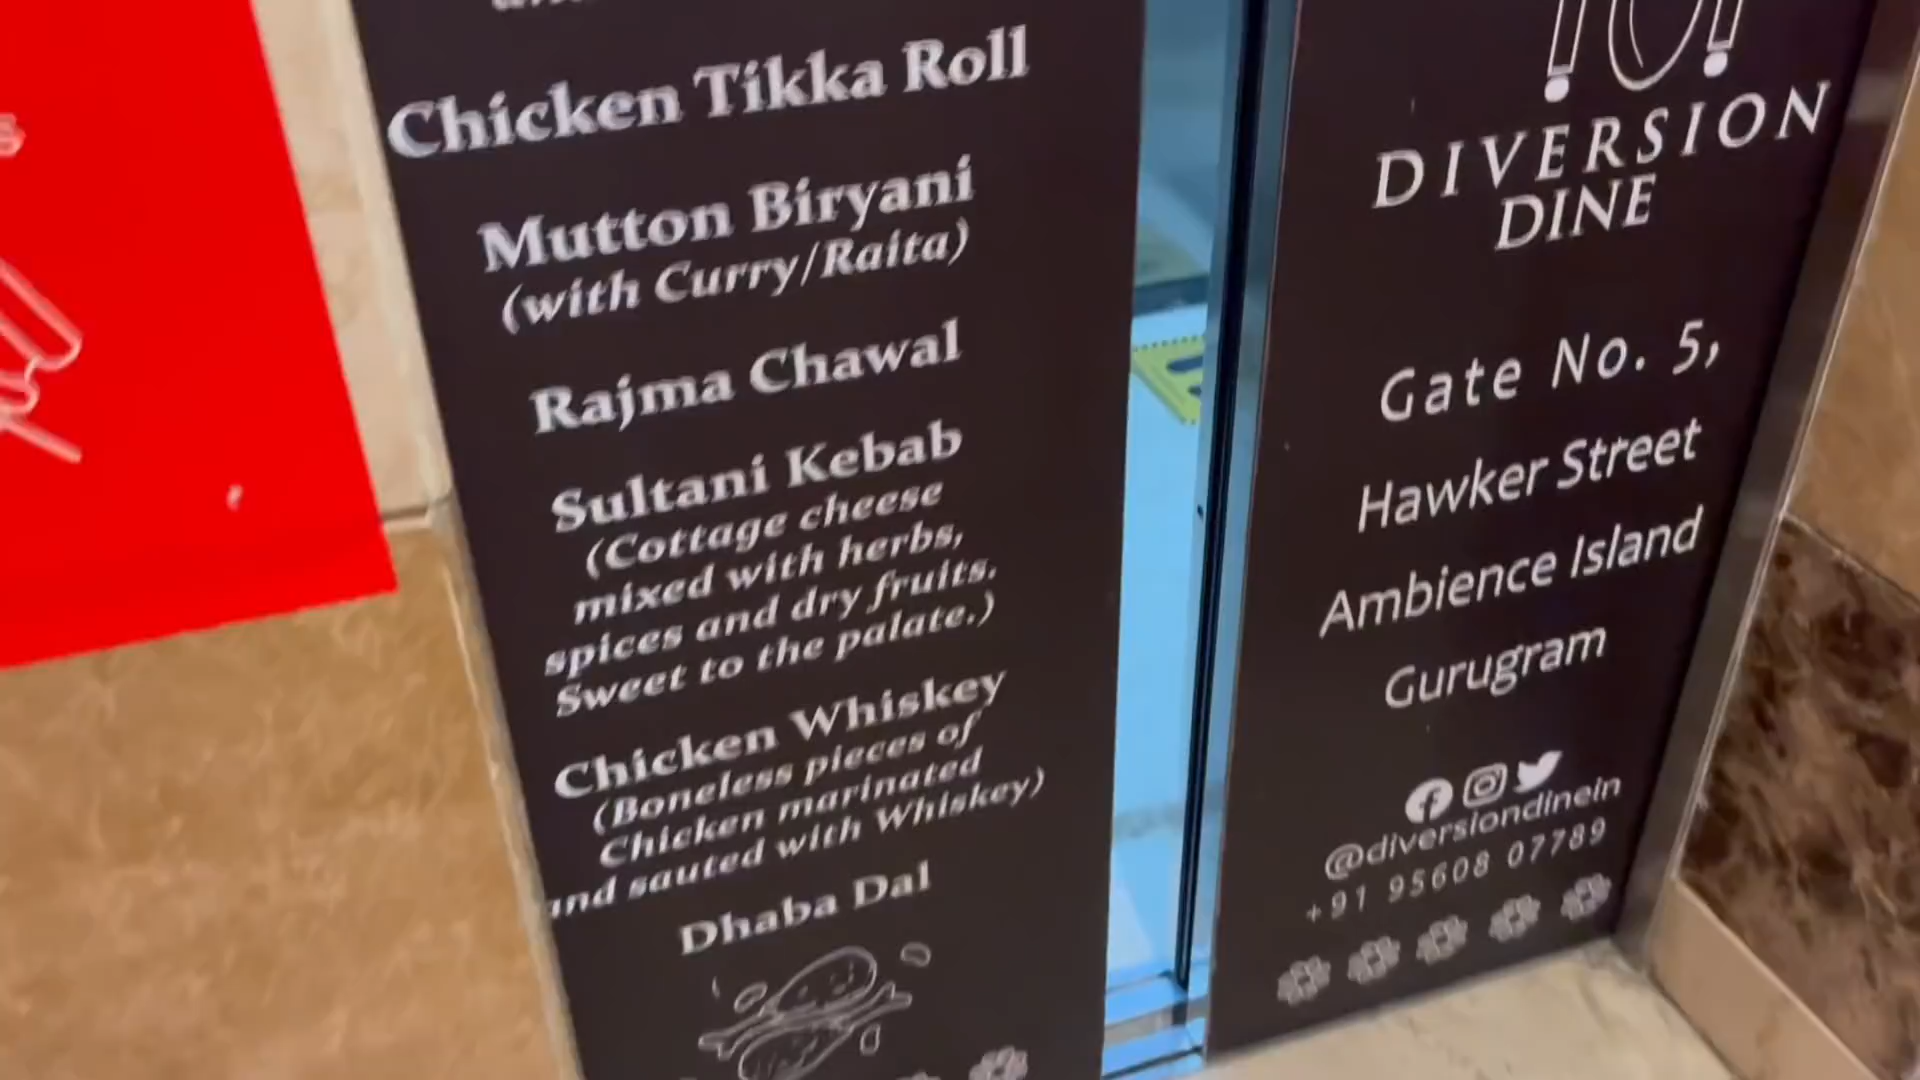 Chicken Tikka Roll
Mutton Biryani
(with Curry/Raita)
Rajma Chawal
Sultani Kebab
(Cottage cheese
mixed with herbs,
spices and dry fruits.
Sweet to the palate.)
Chicken Whiskey
(Boneless pieces of
Chicken marinated
and sauted with Whiskey)
Dhaba Dal
DIVERSION
DINE
Gate No. 5,
Hawker Street
Ambience Island
Gurugram
@diversiondinein
+91 95608 07789